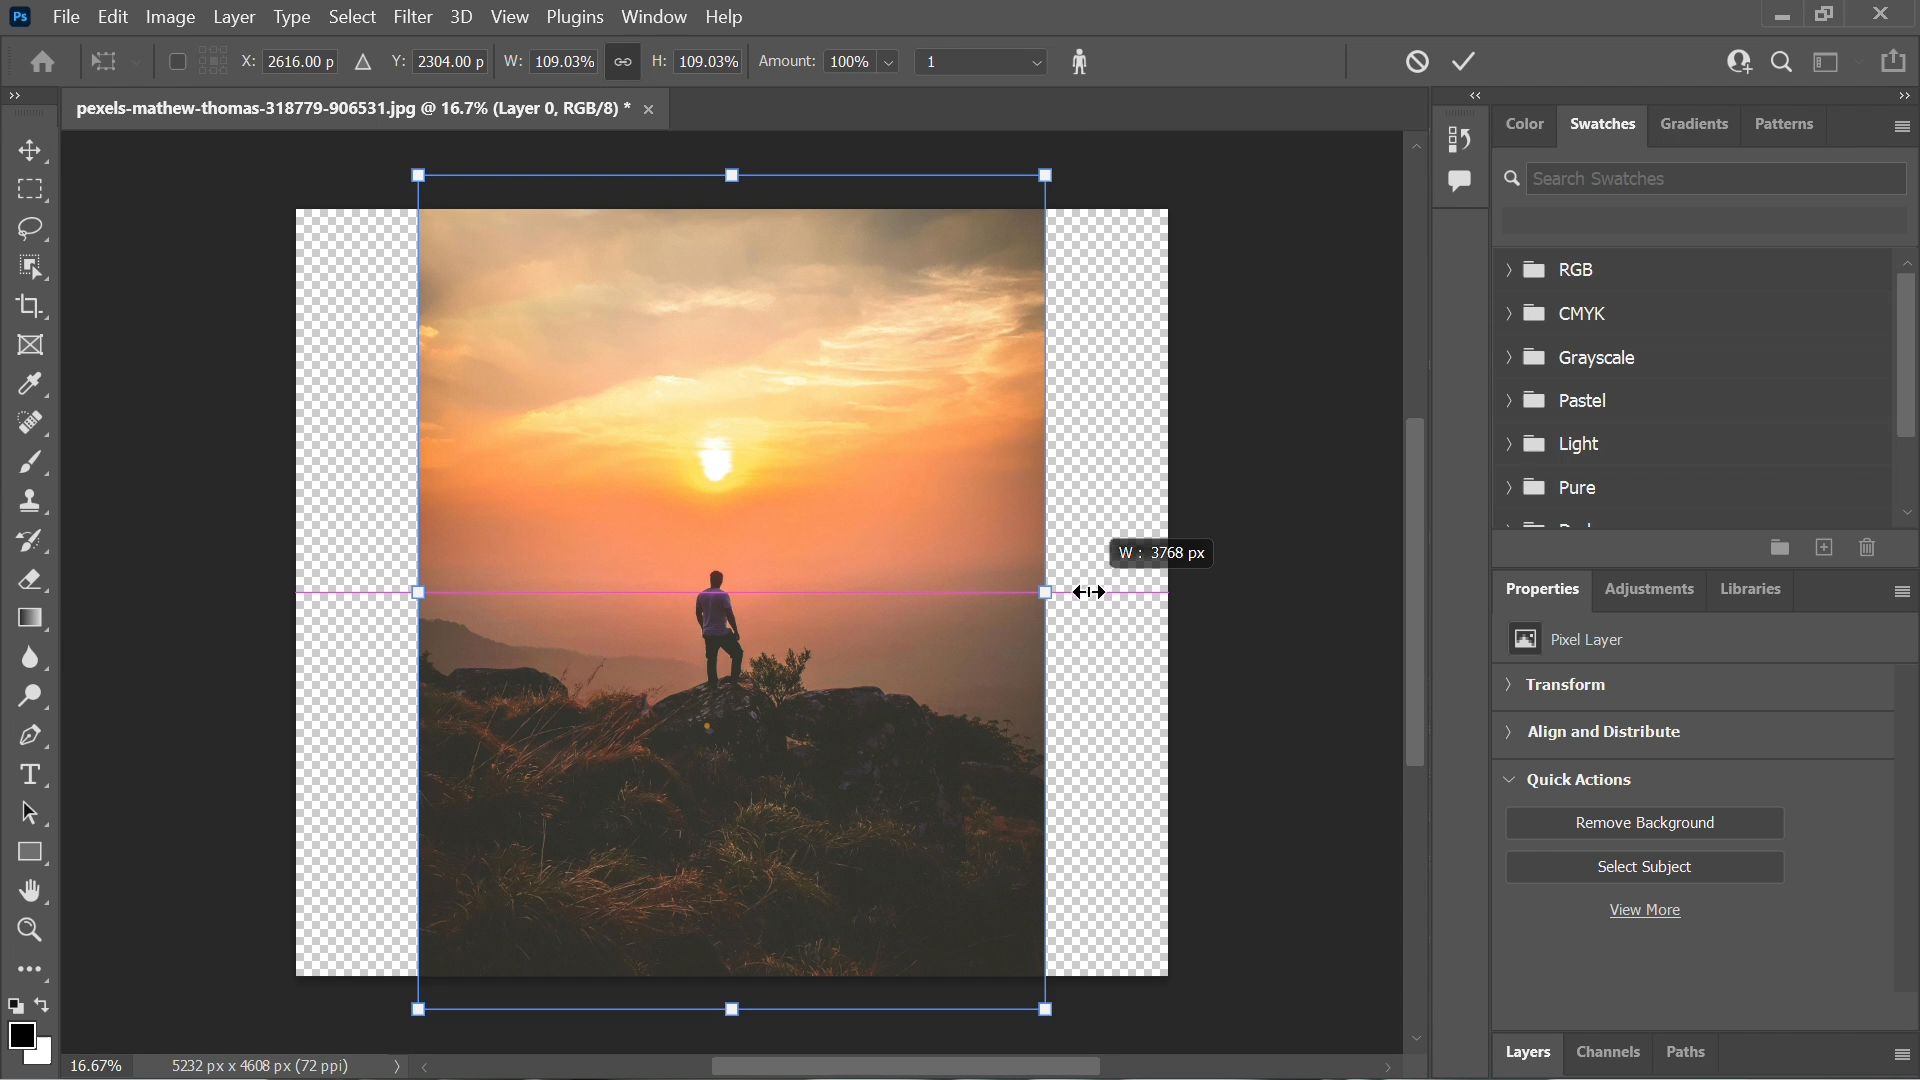 Ps File Edit Image Layer Type Select Filter 3D View Plugins Window Help
X: 2616.00 p Y: 2304.00 p W: 109.03% H: 109.03% Amount: 100% 1
pexels-mathew-thomas-318779-906531.jpg @ 16.7% (Layer 0, RGB/8) *
Color Swatches Gradients Patterns
Search Swatches
RGB
CMYK
Grayscale
Pastel
Light
Pure
W : 3768 px
Properties Adjustments Libraries
Pixel Layer
Transform
Align and Distribute
Quick Actions
Remove Background
Select Subject
View More
Layers Channels Paths
16.67% 5232 px x 4608 px (72 ppi)